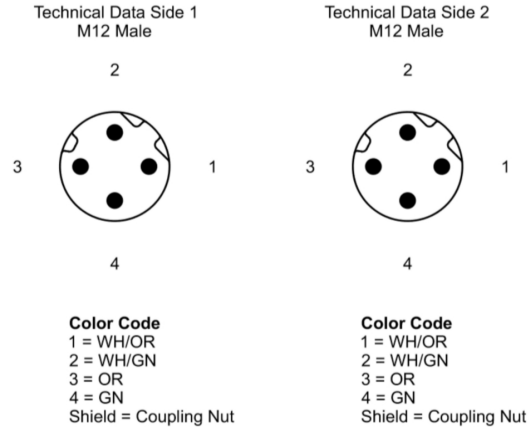 Technical Data Side 1
M12 Male
2
3
1
4
Color Code
1 = WH/OR
2 = WH/GN
3 = OR
4 = GN
Shield = Coupling Nut
Technical Data Side 2
M12 Male
2
3
1
4
Color Code
1 = WH/OR
2 = WH/GN
3 = OR
4 = GN
Shield = Coupling Nut